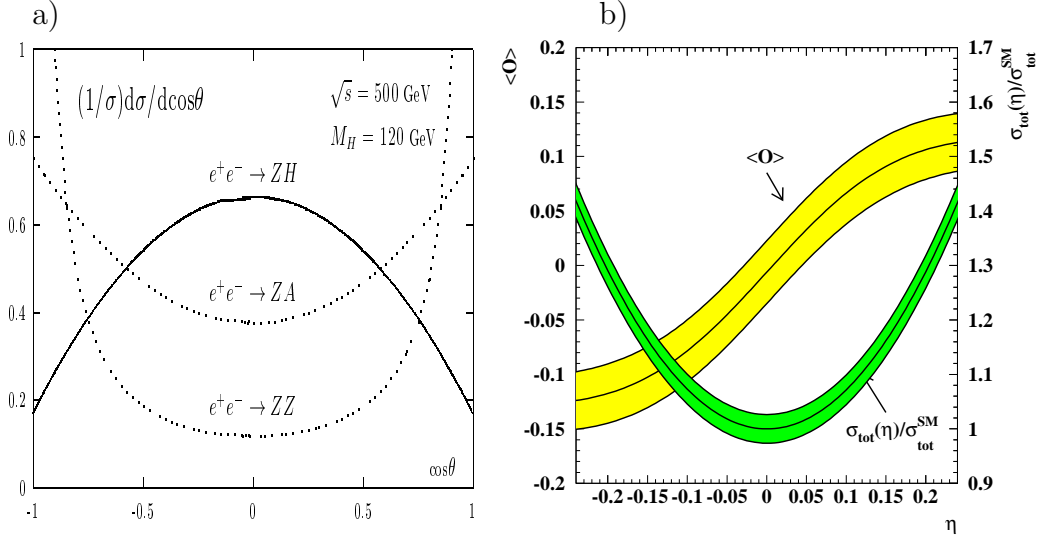 a)
(1/σ)dσ/dcosθ
√s = 500 GeV
M_H = 120 GeV
e⁺e⁻ → ZH
e⁺e⁻ → ZA
e⁺e⁻ → ZZ
cosθ
1
0.8
0.6
0.4
0.2
0
-1 -0.5 0 0.5 1
b)
<O>
0.2
0.15
0.1
0.05
0
-0.05
-0.1
-0.15
-0.2
<O>
σ_tot(η)/σ_tot^SM
-0.2 -0.15 -0.1 -0.05 0 0.05 0.1 0.15 0.2
η
1.7
1.6
1.5
1.4
1.3
1.2
1.1
1
0.9
σ_tot(η)/σ_tot^SM